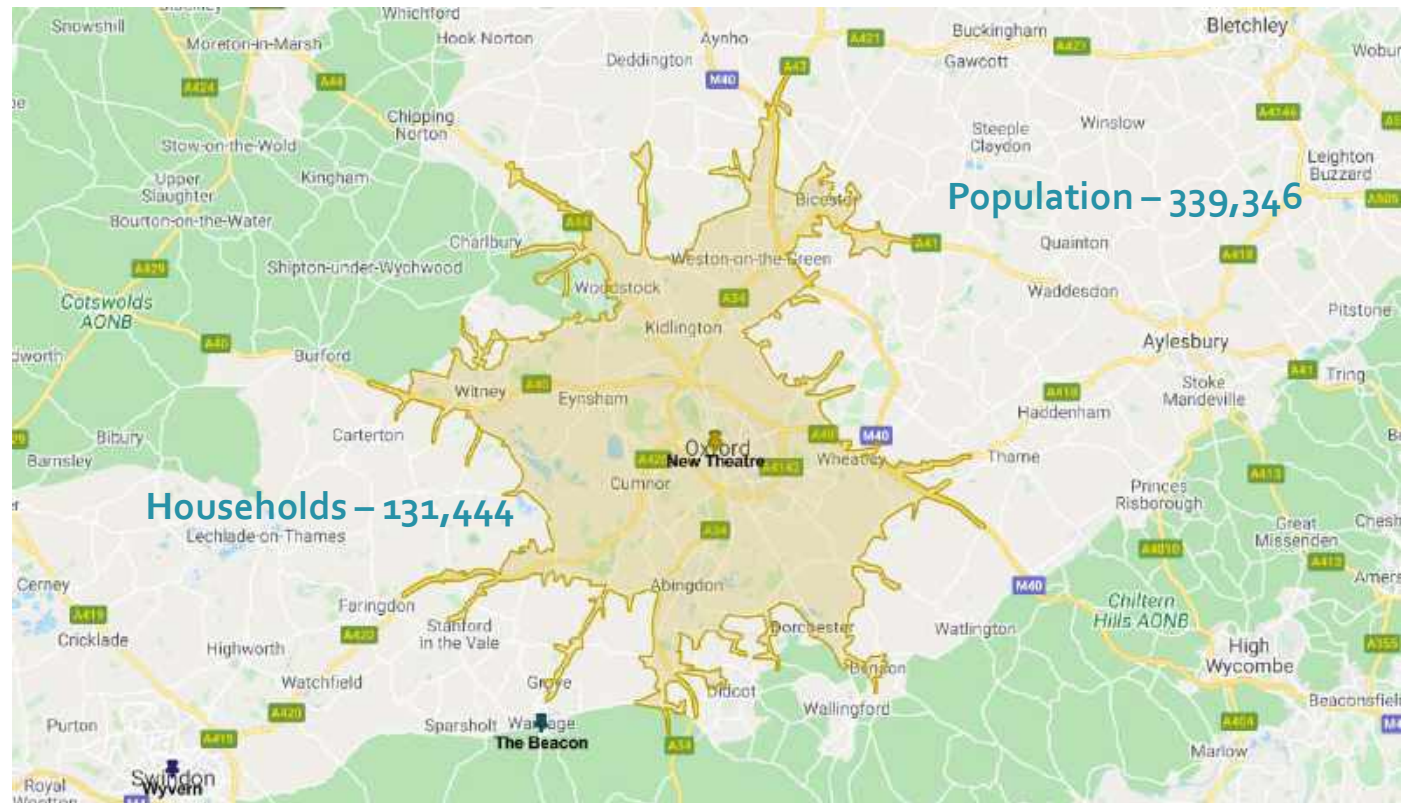 Snowshill
Whichford
Moreton-in-Marsh
Hook Norton
Aynho
A421
Buckingham
Bletchley
Deddington
Gawcott
M40
A43
A424
A44
Chipping
Norton
Stow-on-the-Wold
Steeple
Claydon
Winslow
A4146
Leighton
Buzzard
Upper
Slaughter
Kingham
Population – 339,346
Bourton-on-the-Water
Bicester
A44
Charlbury
A41
Quainton
A418
A429
Shipton-under-Wychwood
Weston-on-the-Green
Woodstock
A34
Waddesdon
Cotswolds
AONB
Kidlington
Pitstone
A40
Burford
Aylesbury
A41
Tring
Witney
A40
Eynsham
Stoke
Mandeville
A418
Haddenham
Bibury
Barnsley
Carterton
Oxford
New Theatre
A40
M40
A4142
Wheatley
Thame
Cumnor
A413
Princes
Risborough
Households – 131,444
Lechlade-on-Thames
A34
Great
Missenden
A4010
A413
Cerney
Abingdon
M40
A419
Faringdon
Chiltern
Hills AONB
Cricklade
A420
Stanford
in the Vale
Dorchester
Watlington
Highworth
High
Wycombe
A355
Benson
Watchfield
Grove
Didcot
Wallingford
Beaconsfield
Purton
A420
Sparsholt
Wantage
The Beacon
A419
A34
A404
Marlow
Swindon
Wyvern
Royal